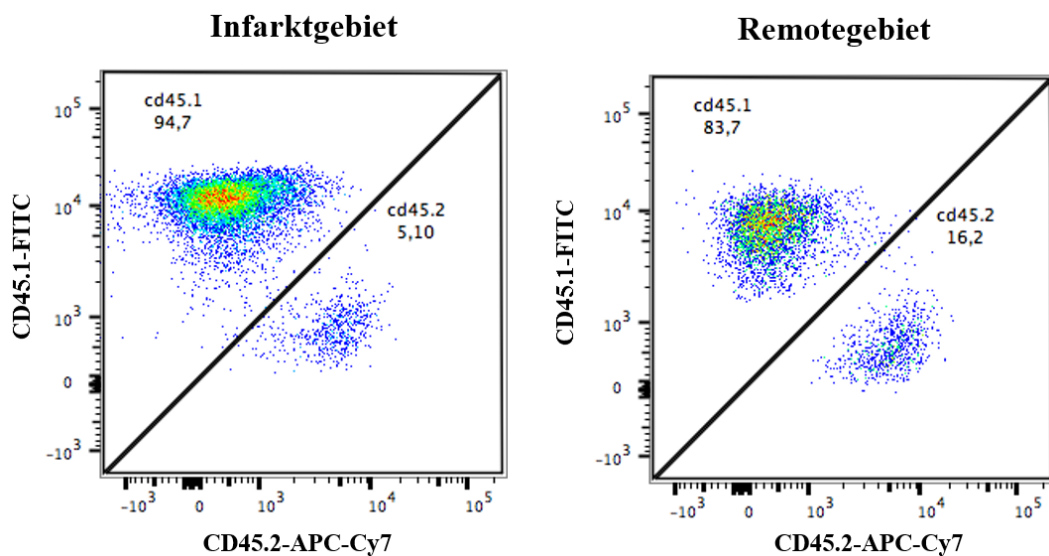 Infarktgebiet
Remotegebiet
cd45.1
94,7
cd45.2
5,10
10^5
10^4
10^3
0
-10^3
-10^3
0
10^3
10^4
10^5
CD45.1-FITC
CD45.2-APC-Cy7
cd45.1
83,7
cd45.2
16,2
10^5
10^4
10^3
0
-10^3
-10^3
0
10^3
10^4
10^5
CD45.1-FITC
CD45.2-APC-Cy7